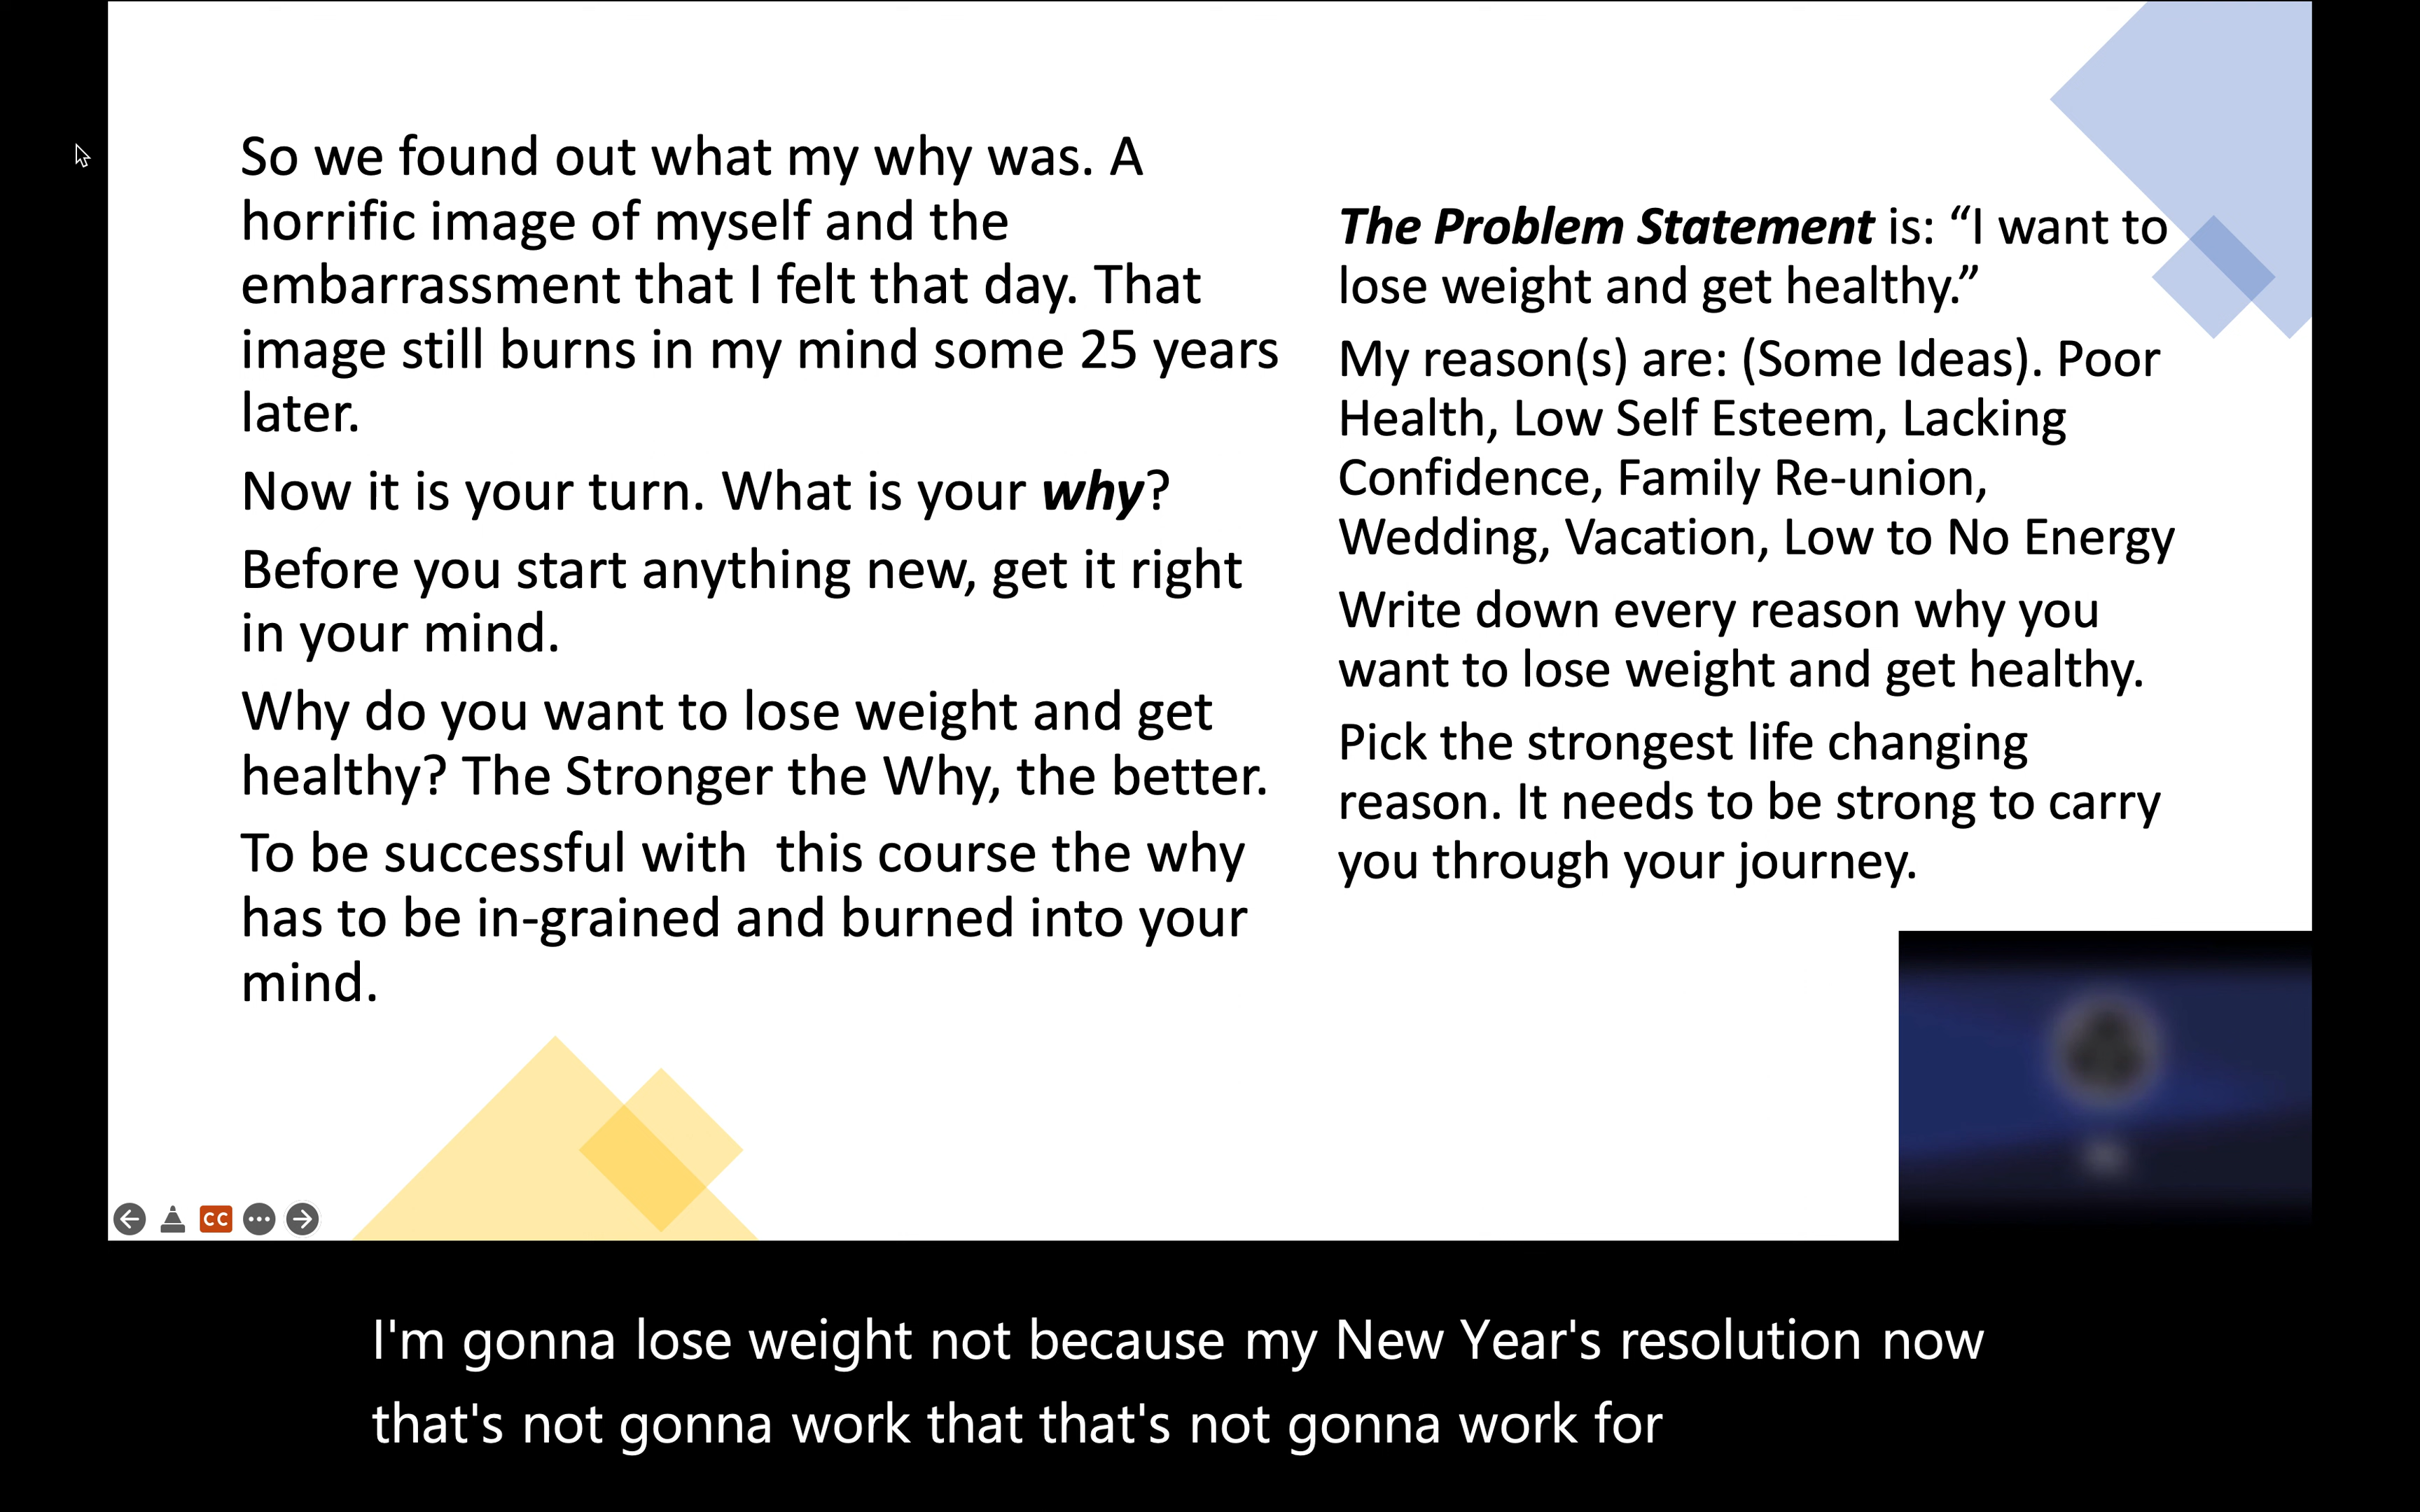 So we found out what my why was. A
horrific image of myself and the
embarrassment that I felt that day. That
image still burns in my mind some 25 years
later.
Now it is your turn. What is your why?
Before you start anything new, get it right
in your mind.
Why do you want to lose weight and get
healthy? The Stronger the Why, the better.
To be successful with  this course the why
has to be in-grained and burned into your
mind.
The Problem Statement is: “I want to
lose weight and get healthy.”
My reason(s) are: (Some Ideas). Poor
Health, Low Self Esteem, Lacking
Confidence, Family Re-union,
Wedding, Vacation, Low to No Energy
Write down every reason why you
want to lose weight and get healthy.
Pick the strongest life changing
reason. It needs to be strong to carry
you through your journey.
CC
I'm gonna lose weight not because my New Year's resolution now
that's not gonna work that that's not gonna work for